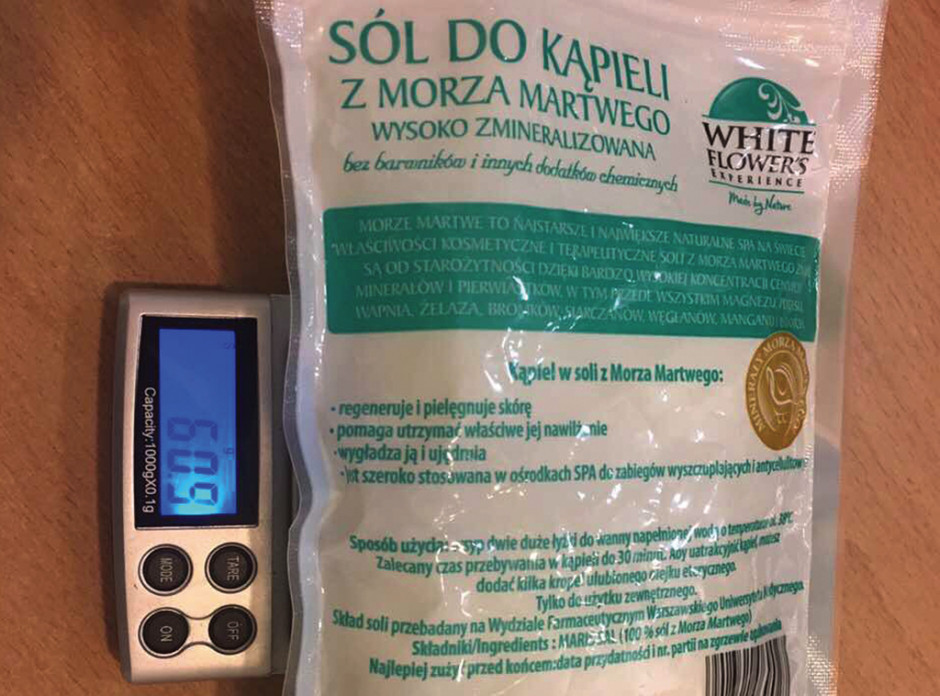 SÓL DO KĄPIELI
Z MORZA MARTWEGO
WYSOKO ZMINERALIZOWANA
bez barwników i innych dodatków chemicznych
WHITE
FLOWER'S
EXPERIENCE
Made by Nature
MORZE MARTWE TO NAJSTARSZE I NAJWIĘKSZE NATURALNE SPA NA ŚWIECIE
WŁAŚCIWOŚCI KOSMETYCZNE I TERAPEUTYCZNE SOLI Z MORZA MARTWEGO
SĄ OD STAROŻYTNOŚCI DZIĘKI BARDZO WYSOKIEJ KONCENTRACJI
MINERAŁÓW I PIERWIASTKÓW, W TYM PRZEDE WSZYSTKIM MAGNEZU,
WAPNIA, ŻELAZA, BROMKÓW, SIARCZANÓW, WĘGLANÓW, MANGANU I
MINERAŁY MORZA
Kąpiel w soli z Morza Martwego:
• regeneruje i pielęgnuje skórę
• pomaga utrzymać właściwe jej nawilżenie
• wygładza ją i ujędrnia
• jest szeroko stosowana w ośrodkach SPA do zabiegów wyszczuplających i antycellulitow
Sposób użycia: wsyp dwie duże łyżki do wanny napełnionej wodą o temperaturze ok. 38°C
Zalecany czas przebywania w kąpieli do 30 minut. Aby uatrakcyjnić kąpiel, możesz
dodać kilka kropel ulubionego olejku eterycznego.
Tylko do użytku zewnętrznego.
Skład soli przebadany na Wydziale Farmaceutycznym Warszawskiego Uniwersytetu Medycznego.
Składniki/Ingredients : MARIS SAL (100 % sól z Morza Martwego)
Najlepiej zużyć przed końcem:data przydatności i nr. partii na zgrzewie opakowania
Capacity:1000gX0.1g
MODE
TARE
ON
OFF